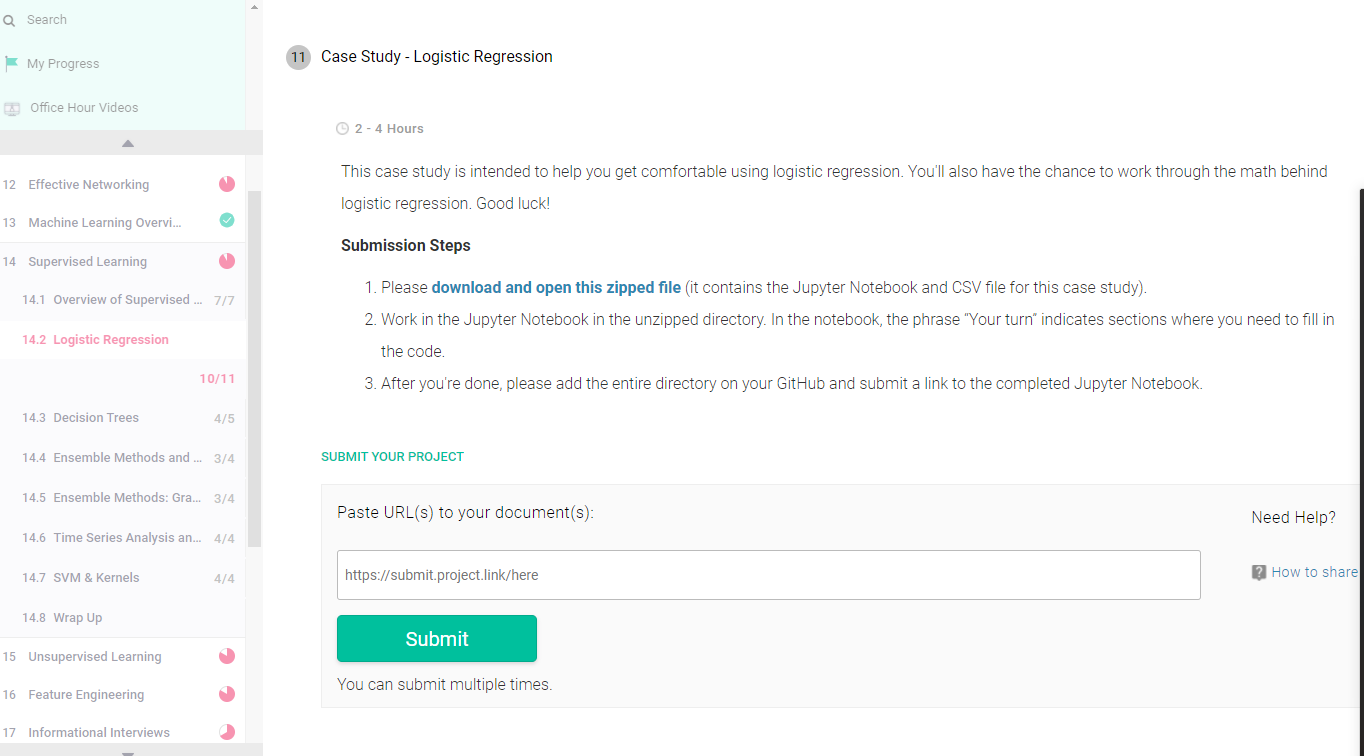 Search
My Progress
Office Hour Videos
12 Effective Networking
13 Machine Learning Overvi...
14 Supervised Learning
14.1 Overview of Supervised ... 7/7
14.2 Logistic Regression
10/11
14.3 Decision Trees 4/5
14.4 Ensemble Methods and ... 3/4
14.5 Ensemble Methods: Gra... 3/4
14.6 Time Series Analysis an... 4/4
14.7 SVM & Kernels 4/4
14.8 Wrap Up
15 Unsupervised Learning
16 Feature Engineering
17 Informational Interviews
11 Case Study - Logistic Regression
2 - 4 Hours
This case study is intended to help you get comfortable using logistic regression. You'll also have the chance to work through the math behind
logistic regression. Good luck!
Submission Steps
1. Please download and open this zipped file (it contains the Jupyter Notebook and CSV file for this case study).
2. Work in the Jupyter Notebook in the unzipped directory. In the notebook, the phrase “Your turn” indicates sections where you need to fill in
the code.
3. After you're done, please add the entire directory on your GitHub and submit a link to the completed Jupyter Notebook.
SUBMIT YOUR PROJECT
Paste URL(s) to your document(s):
Need Help?
https://submit.project.link/here
? How to share
Submit
You can submit multiple times.